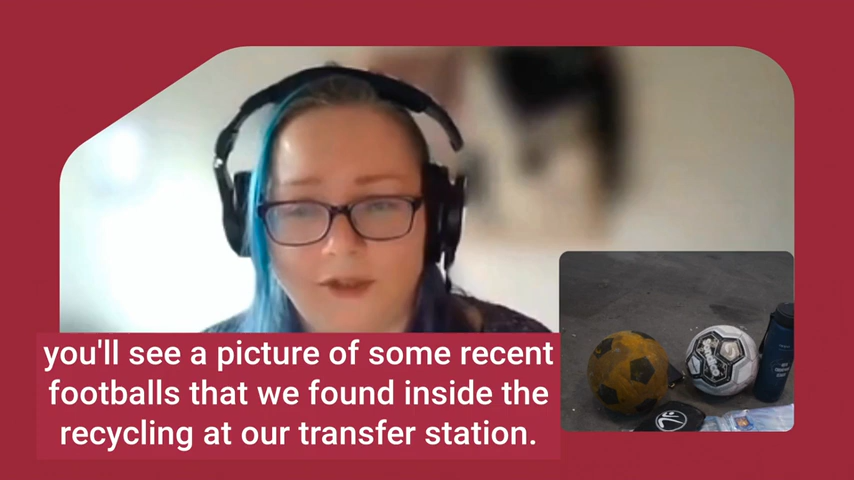 you'll see a picture of some recent
footballs that we found inside the
recycling at our transfer station.